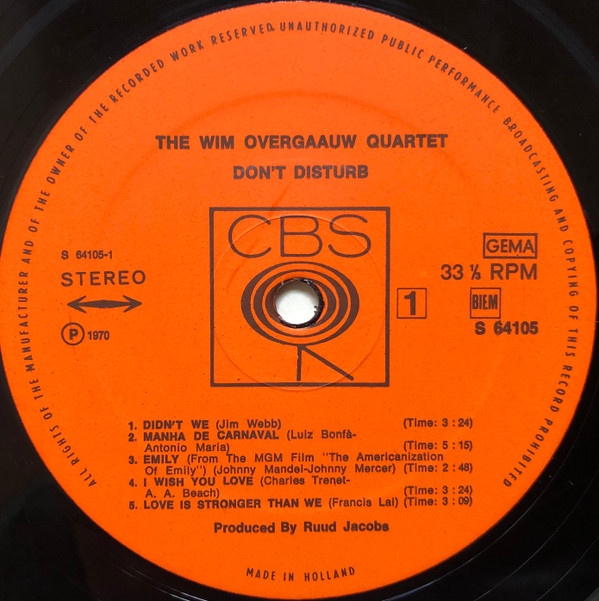 ALL RIGHTS OF THE MANUFACTURER AND OF THE OWNER OF THE RECORDED WORK RESERVED. UNAUTHORIZED PUBLIC PERFORMANCE BROADCASTING AND COPYING OF THIS RECORD PROHIBITED
THE WIM OVERGAAUW QUARTET
DON'T DISTURB
CBS
S 64105-1
STEREO
Ⓟ 1970
GEMA
33 ⅓ RPM
1
BIEM
S 64105
1. DIDN'T WE (Jim Webb) (Time: 3 : 24)
2. MANHA DE CARNAVAL (Luiz Bonfà-
Antonio Maria) (Time: 5 : 15)
3. EMILY (From The MGM Film "The Americanization
Of Emily") (Johnny Mandel-Johnny Mercer) (Time: 2 : 48)
4. I WISH YOU LOVE (Charles Trenet-
A. A. Beach) (Time: 3 : 24)
5. LOVE IS STRONGER THAN WE (Francis Lai) (Time: 3 : 09)
Produced By Ruud Jacobs
MADE IN HOLLAND